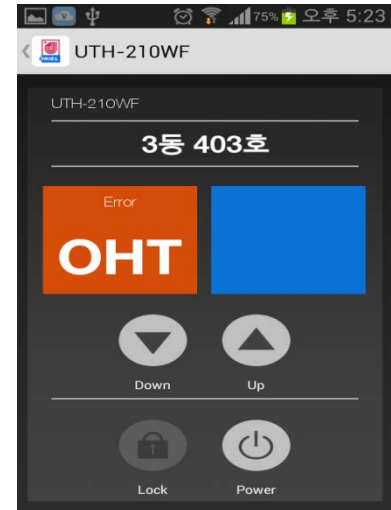 75% 오후 5:23
UTH-210WF
UTH-210WF
3동 403호
Error
OHT
Down Up
Lock Power